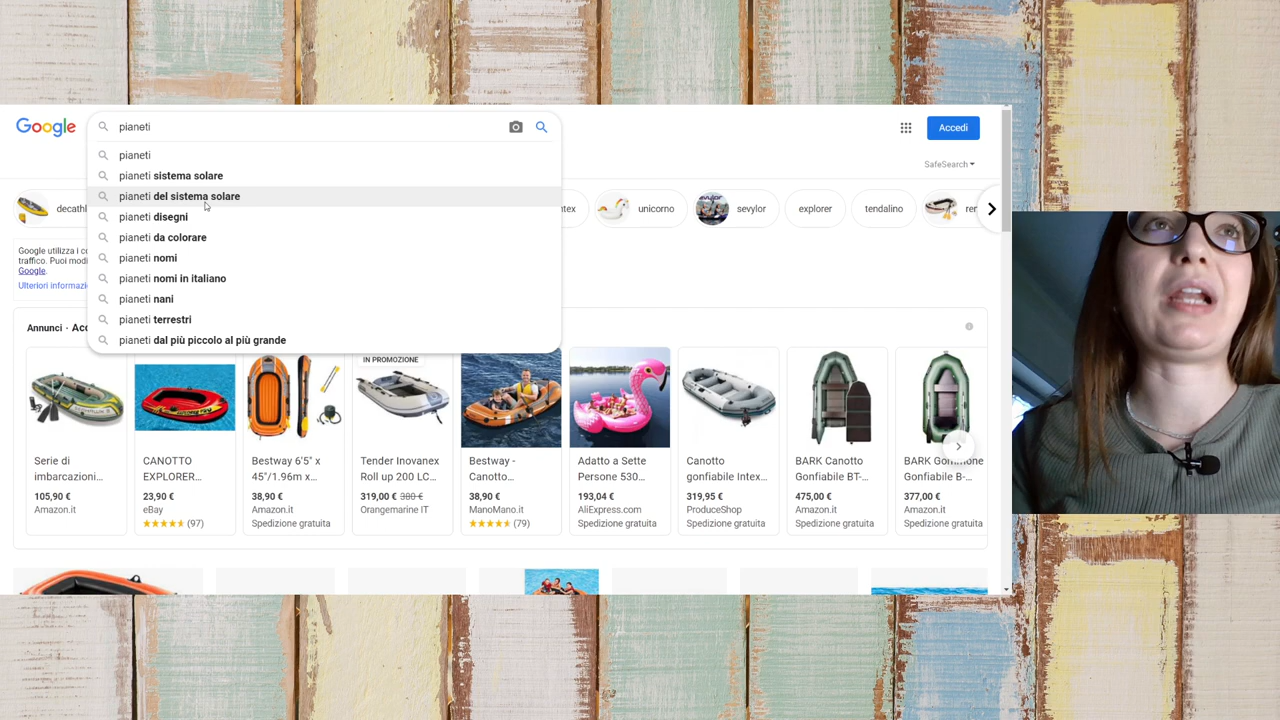 Google
pianeti
Accedi
SafeSearch
pianeti
pianeti sistema solare
pianeti del sistema solare
pianeti disegni
pianeti da colorare
pianeti nomi
pianeti nomi in italiano
pianeti nani
pianeti terrestri
pianeti dal più piccolo al più grande
unicorno
sevylor
explorer
tendalino
Google utilizza i
traffico. Puoi
Google.
Ulteriori
Annunci ·
IN PROMOZIONE
Serie di
imbarcazioni...
105,90 €
Amazon.it
CANOTTO
EXPLORER...
23,90 €
eBay
(97)
Bestway 6'5" x
45"/1.96m x...
38,90 €
Amazon.it
Spedizione gratuita
Tender Inovanex
Roll up 200 LC...
319,00 € 380 €
Orangemarine IT
Bestway -
Canotto...
38,90 €
ManoMano.it
(79)
Adatto a Sette
Persone 530...
193,04 €
AliExpress.com
Spedizione gratuita
Canotto
gonfiabile Intex...
319,95 €
ProduceShop
Spedizione gratuita
BARK Canotto
Gonfiabile BT-...
475,00 €
Amazon.it
Spedizione gratuita
BARK Gommone
Gonfiabile B-...
377,00 €
Amazon.it
Spedizione gratuita